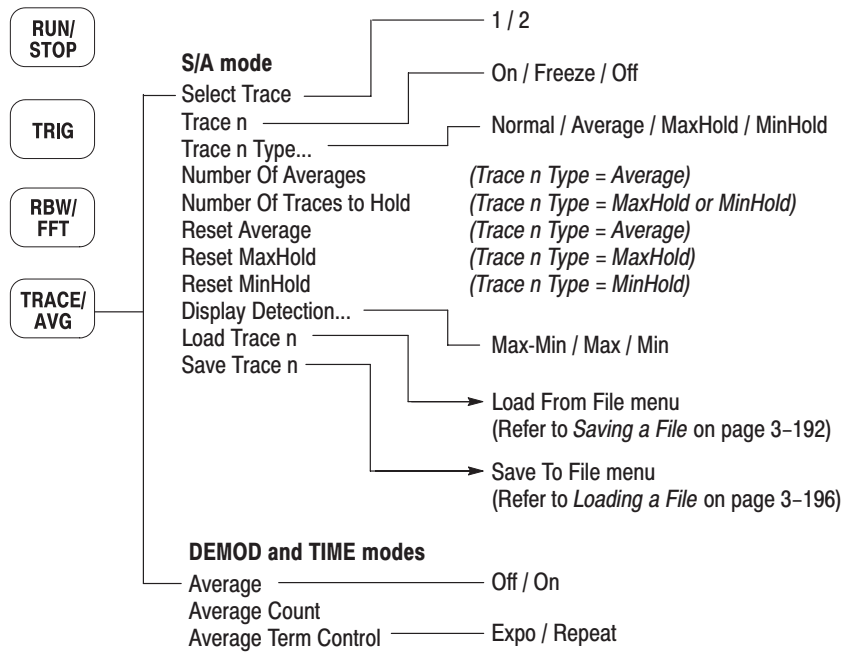 RUN/
STOP
TRIG
RBW/
FFT
TRACE/
AVG
S/A mode
Select Trace
1 / 2
Trace n
On / Freeze / Off
Trace n Type...
Normal / Average / MaxHold / MinHold
Number Of Averages (Trace n Type = Average)
Number Of Traces to Hold (Trace n Type = MaxHold or MinHold)
Reset Average (Trace n Type = Average)
Reset MaxHold (Trace n Type = MaxHold)
Reset MinHold (Trace n Type = MinHold)
Display Detection...
Max-Min / Max / Min
Load Trace n
Load From File menu
(Refer to Saving a File on page 3–192)
Save Trace n
Save To File menu
(Refer to Loading a File on page 3–196)
DEMOD and TIME modes
Average Off / On
Average Count
Average Term Control Expo / Repeat